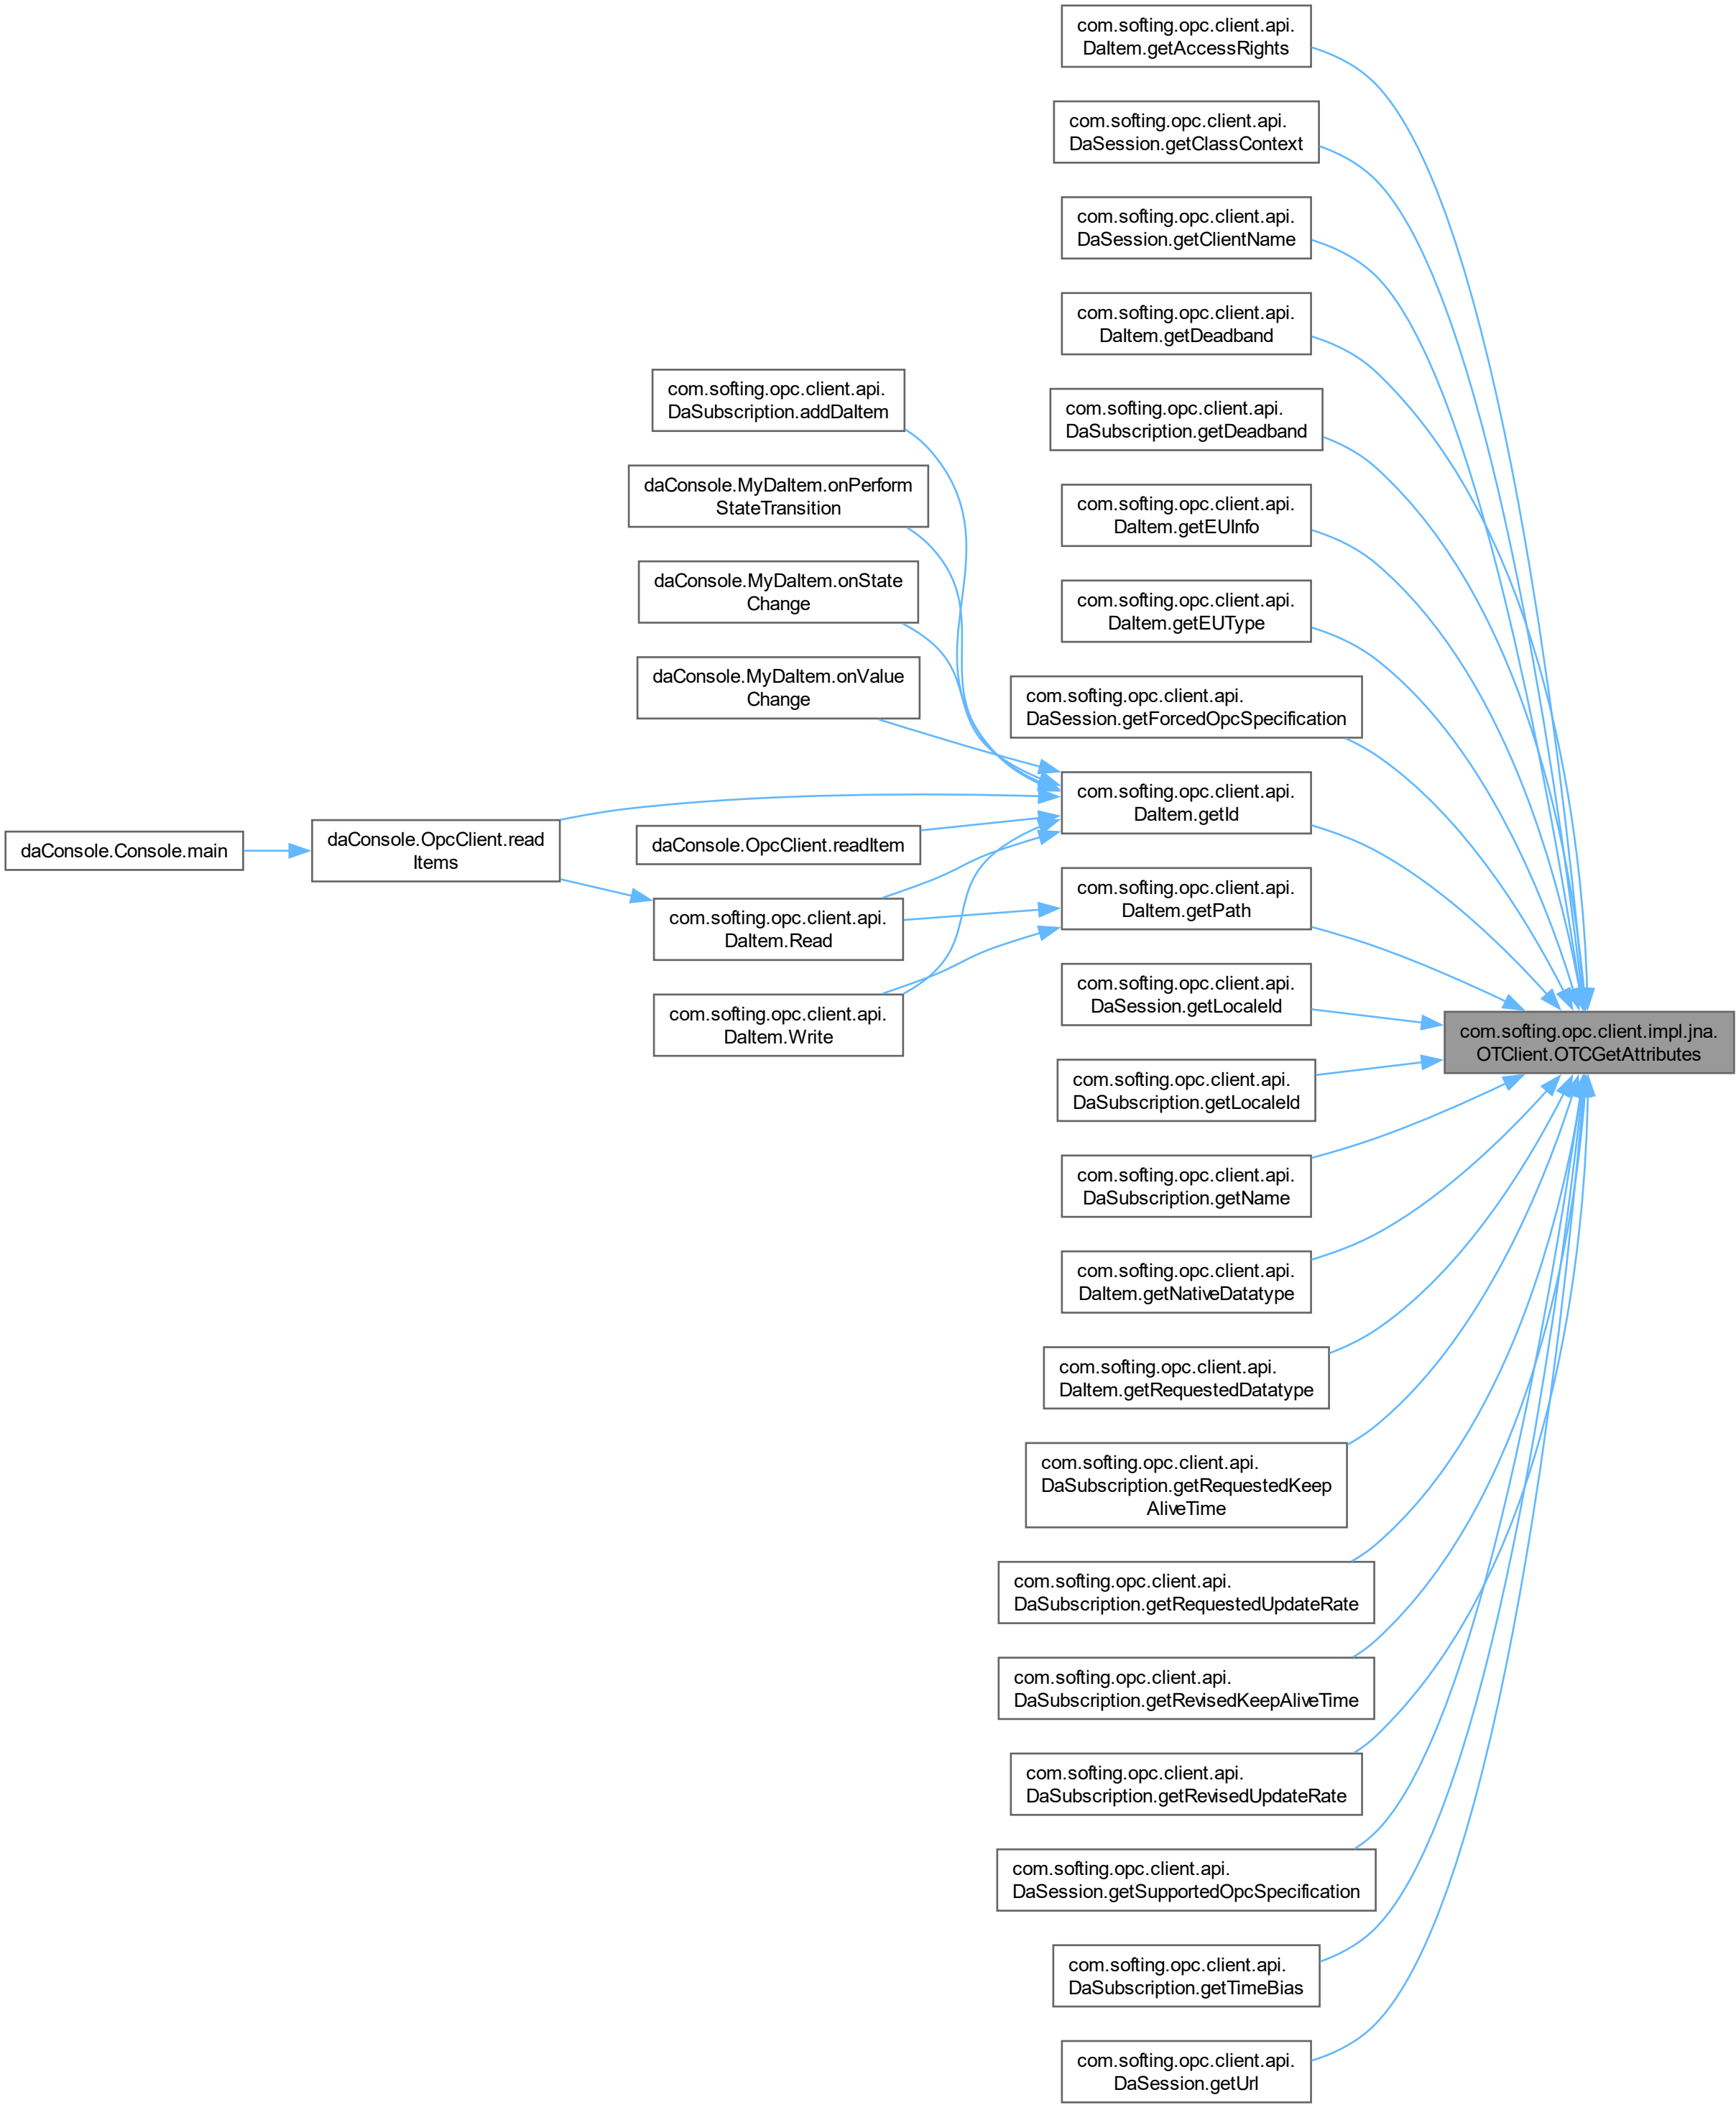 com.softing.opc.client.api.
DaItem.getAccessRights
com.softing.opc.client.api.
DaSession.getClassContext
com.softing.opc.client.api.
DaSession.getClientName
com.softing.opc.client.api.
DaItem.getDeadband
com.softing.opc.client.api.
DaSubscription.getDeadband
com.softing.opc.client.api.
DaItem.getEUInfo
com.softing.opc.client.api.
DaItem.getEUType
com.softing.opc.client.api.
DaSession.getForcedOpcSpecification
com.softing.opc.client.api.
DaItem.getId
com.softing.opc.client.api.
DaItem.getPath
com.softing.opc.client.api.
DaSession.getLocaleId
com.softing.opc.client.api.
DaSubscription.getLocaleId
com.softing.opc.client.api.
DaSubscription.getName
com.softing.opc.client.api.
DaItem.getNativeDatatype
com.softing.opc.client.api.
DaItem.getRequestedDatatype
com.softing.opc.client.api.
DaSubscription.getRequestedKeep
AliveTime
com.softing.opc.client.api.
DaSubscription.getRequestedUpdateRate
com.softing.opc.client.api.
DaSubscription.getRevisedKeepAliveTime
com.softing.opc.client.api.
DaSubscription.getRevisedUpdateRate
com.softing.opc.client.api.
DaSession.getSupportedOpcSpecification
com.softing.opc.client.api.
DaSubscription.getTimeBias
com.softing.opc.client.api.
DaSession.getUrl
com.softing.opc.client.api.
DaSubscription.addDaItem
daConsole.MyDaItem.onPerform
StateTransition
daConsole.MyDaItem.onState
Change
daConsole.MyDaItem.onValue
Change
daConsole.OpcClient.readItem
com.softing.opc.client.api.
DaItem.Read
com.softing.opc.client.api.
DaItem.Write
daConsole.OpcClient.read
Items
daConsole.Console.main
com.softing.opc.client.impl.jna.
OTClient.OTCGetAttributes